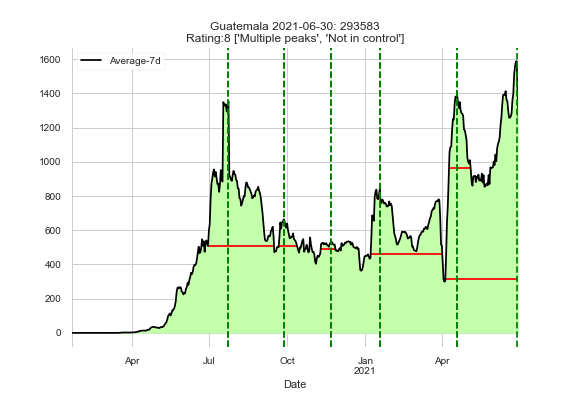 Guatemala 2021-06-30: 293583
Rating:8 ['Multiple peaks', 'Not in control']
Average-7d
1600
1400
1200
1000
800
600
400
200
0
Apr Jul Oct Jan Apr
2021
Date